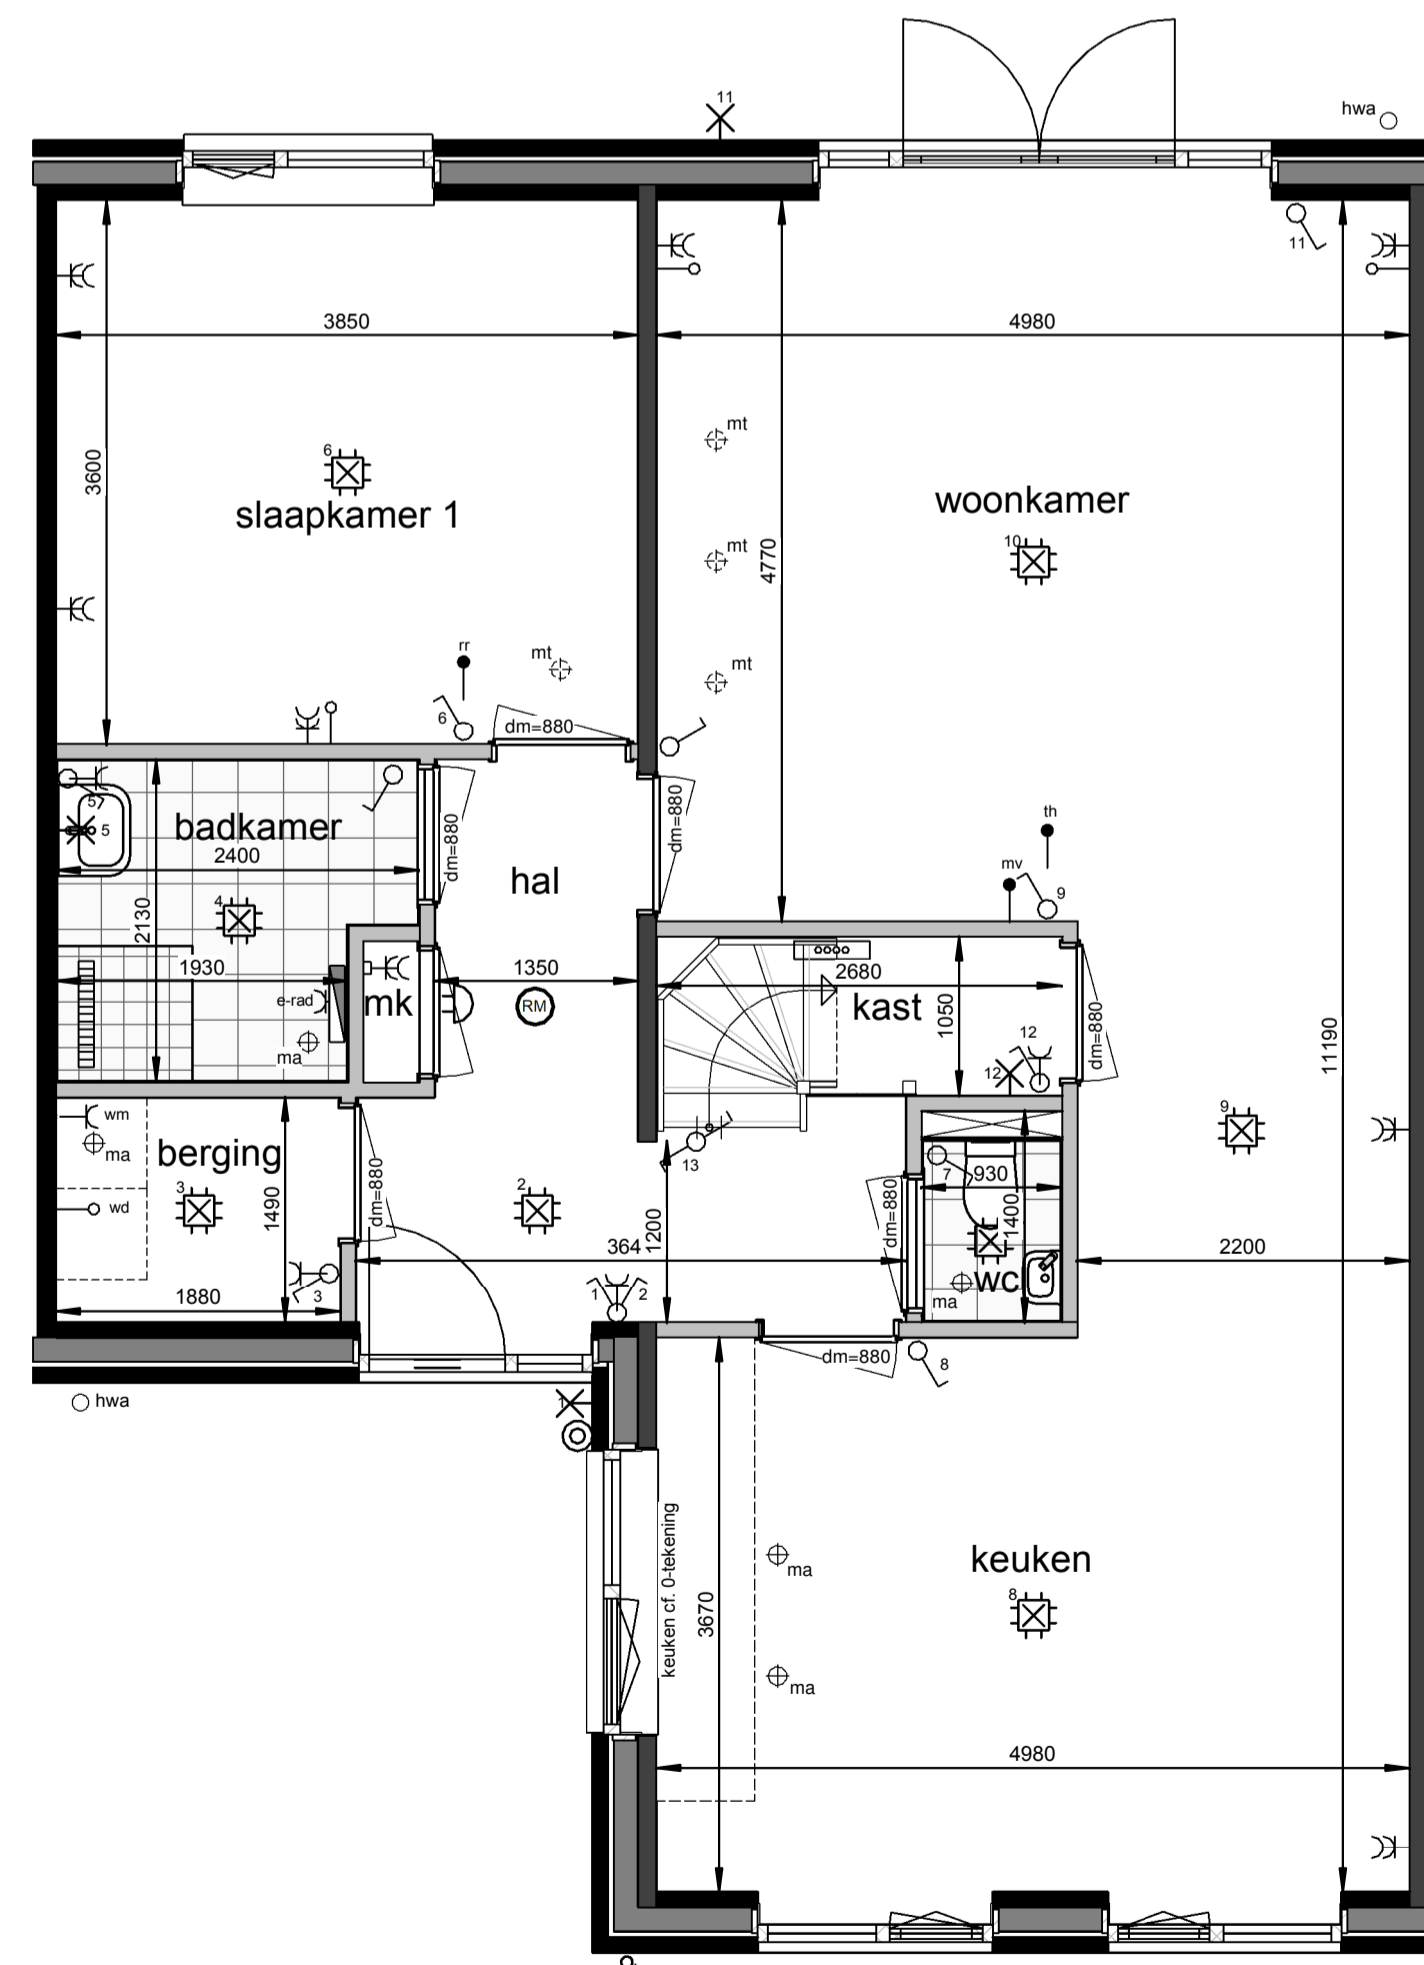 11
hwa
11
3850
4980
mt
3600
6
slaapkamer 1
woonkamer
10
mt
4770
rr
mt
mt
6
dm=880
5
5
badkamer
2400
dm=880
dm=880
th
hal
mv
9
4
2130
1930
1350
2680
e-rad
mk
RM
kast
1050
dm=880
11190
ma
12
12
wm
ma
berging
9
13
7
930
3
wd
1490
dm=880
2
1200
dm=880
1400
364
2200
wc
ma
1880
3
1
2
dm=880
8
hwa
1
keuken cf. 0-tekening
ma
keuken
8
3670
ma
4980